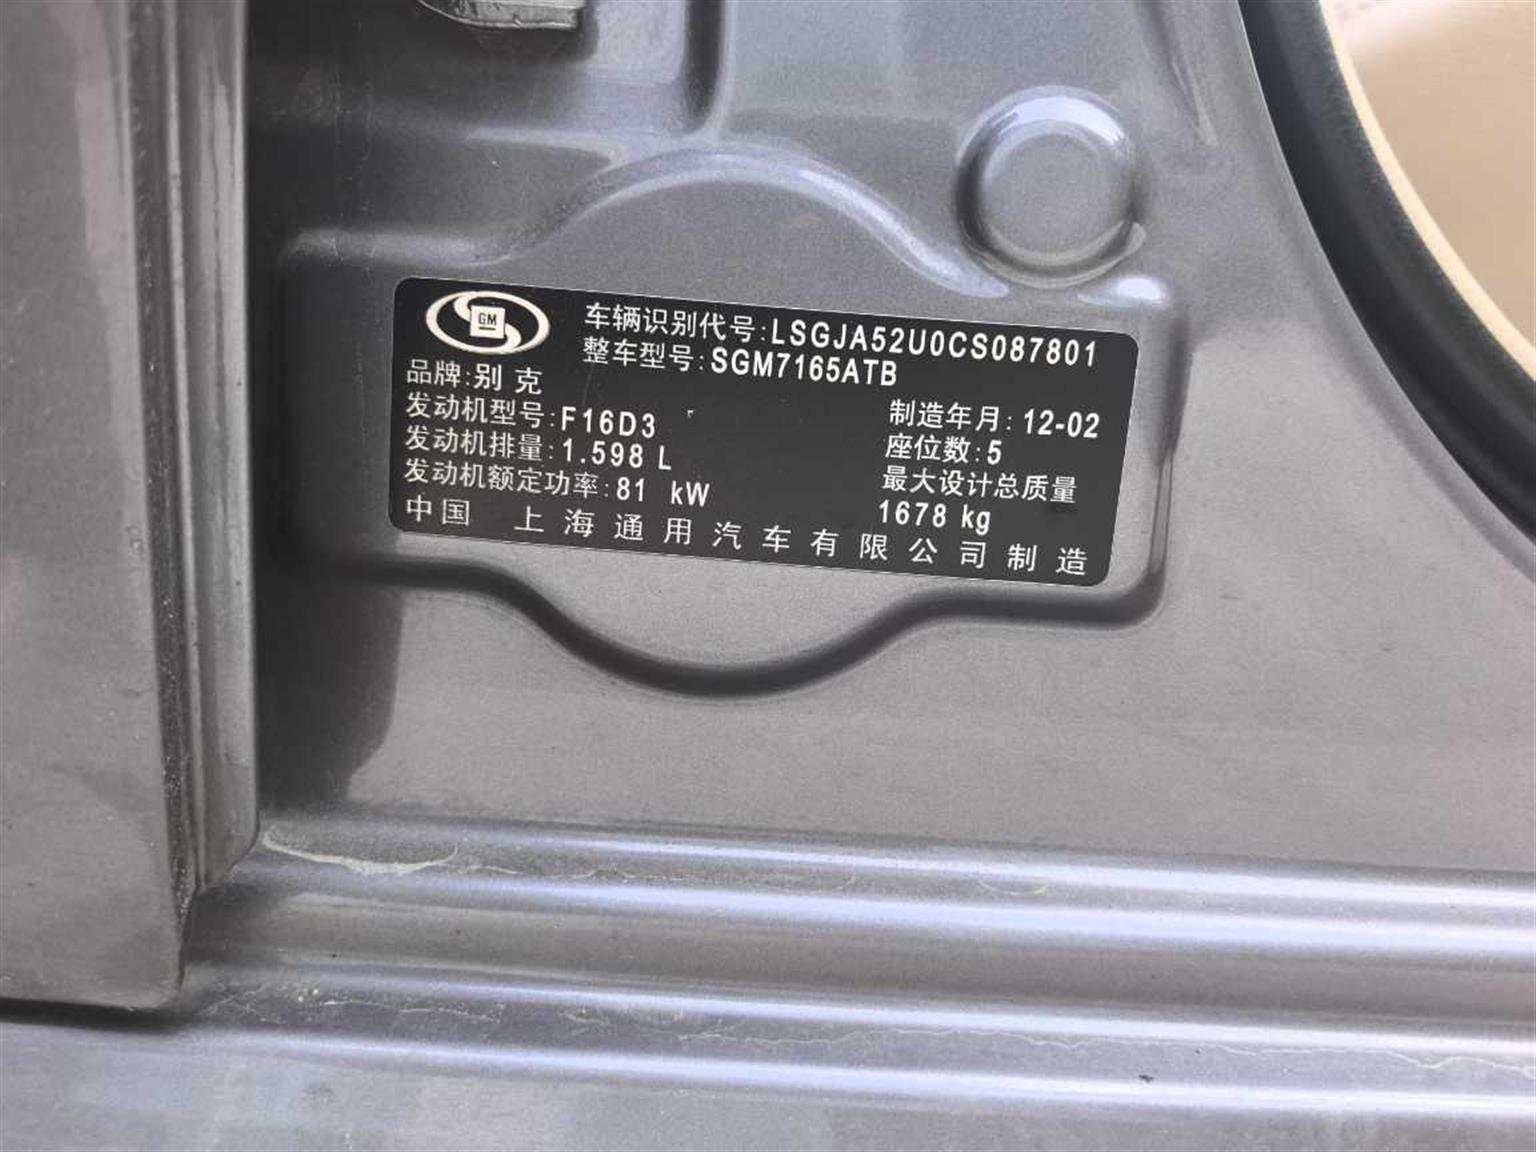 GM
车辆识别代号:LSGJA52U0CS087801
整车型号:SGM7165ATB
品牌:别 克
发动机型号:F16D3
制造年月:12-02
发动机排量:1.598 L
座位数:5
发动机额定功率:81 kW
最大设计总质量
1678 kg
中国 上海通用汽车有限公司制造